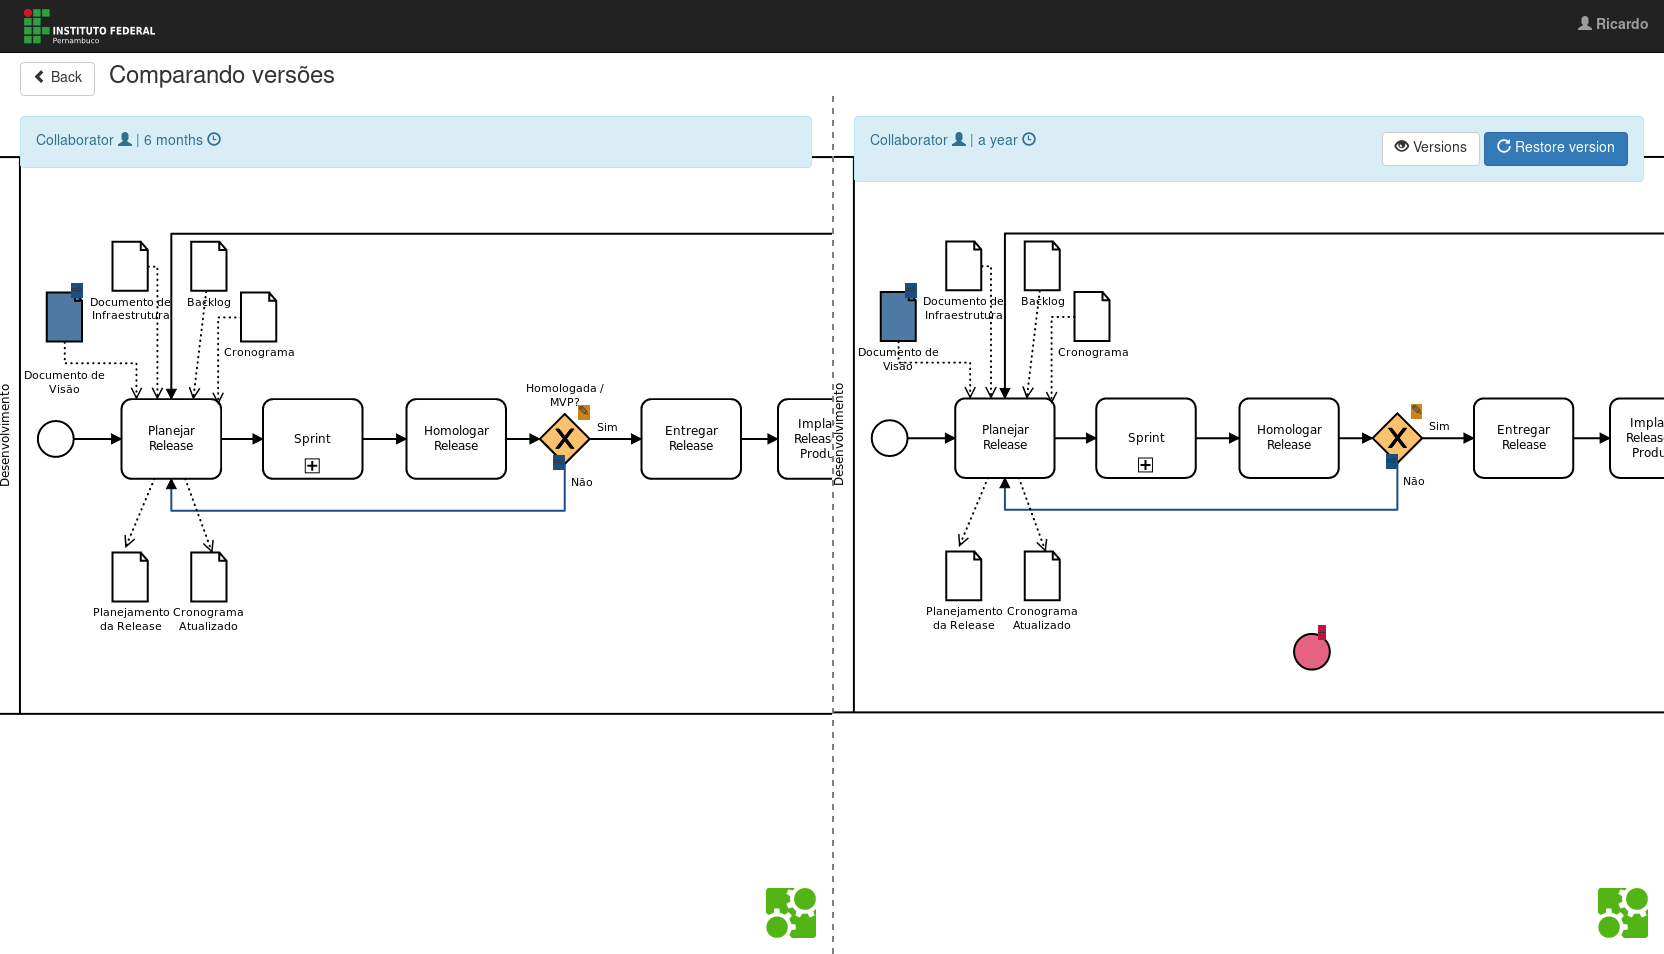 INSTITUTO FEDERAL
Pernambuco
Ricardo
Back
Comparando versões
Collaborator | 6 months
Documento de
Infraestrutura
Backlog
Cronograma
Documento de
Visão
Desenvolvimento
Planejar
Release
Sprint
Homologar
Release
Homologada /
MVP?
Sim
Não
Entregar
Release
Impla
Releas
Produ
Planejamento
da Release
Cronograma
Atualizado
Collaborator | a year
Versions
Restore version
Documento de
Infraestrutura
Backlog
Cronograma
Documento de
Visão
Desenvolvimento
Planejar
Release
Sprint
Homologar
Release
Sim
Não
Entregar
Release
Impla
Release
Produ
Planejamento
da Release
Cronograma
Atualizado